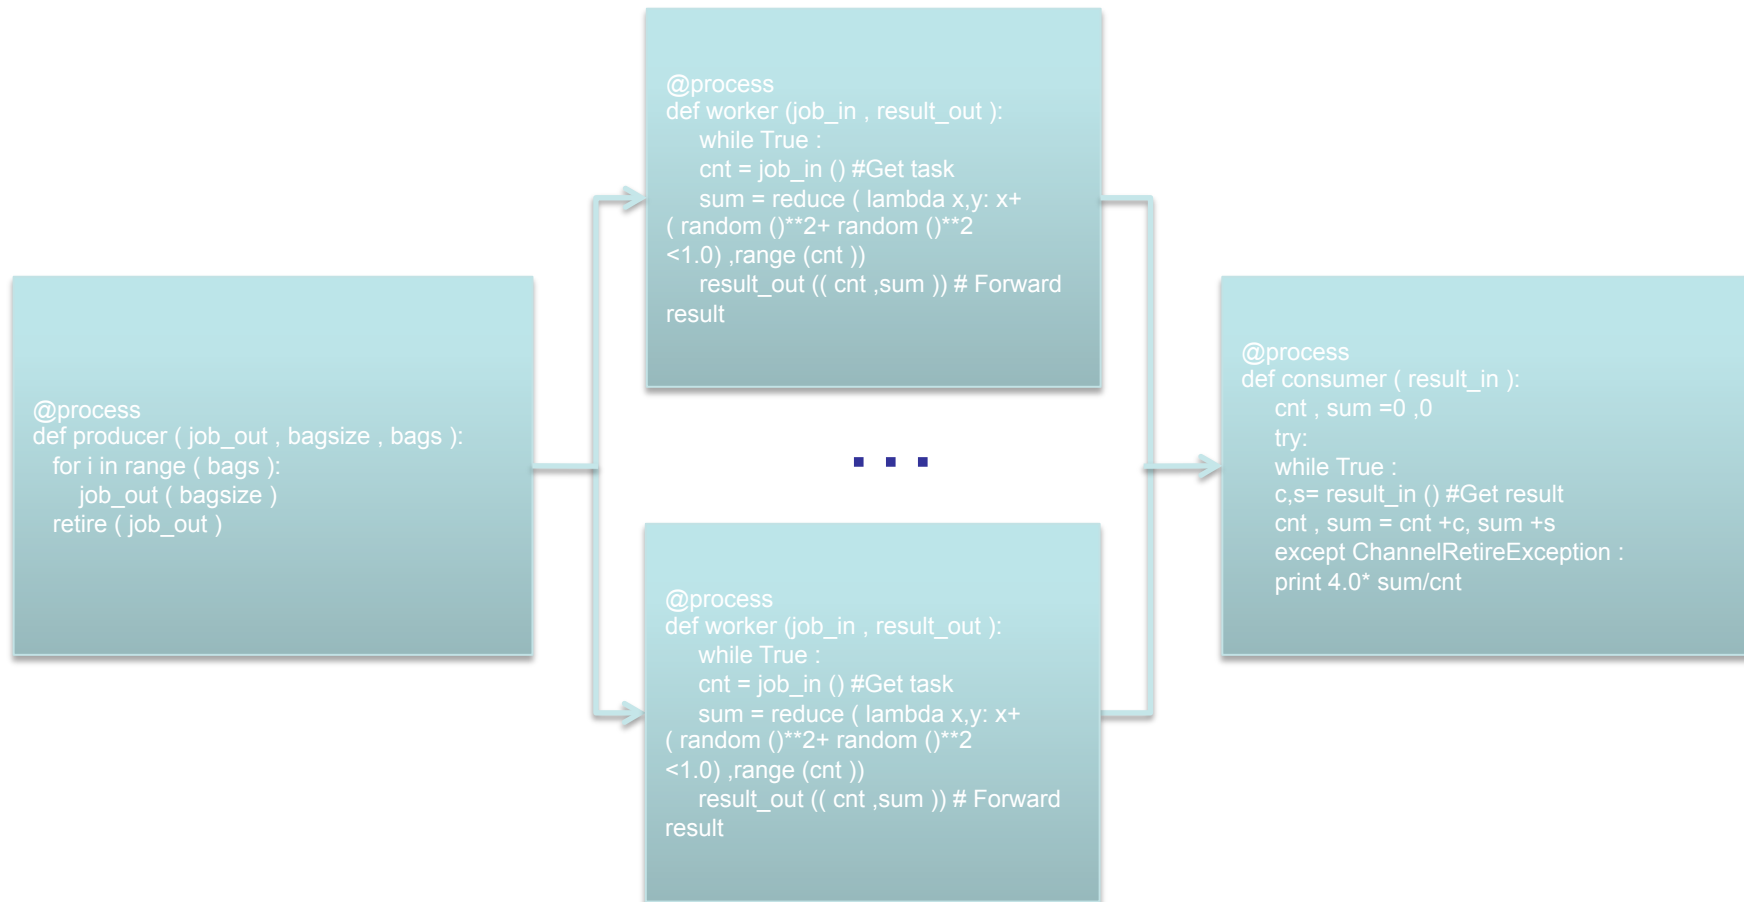 @process
def producer ( job_out , bagsize , bags ):
for i in range ( bags ):
job_out ( bagsize )
retire ( job_out )
@process
def worker (job_in , result_out ):
while True :
cnt = job_in () #Get task
sum = reduce ( lambda x,y: x+
( random ()**2+ random ()**2
<1.0) ,range (cnt ))
result_out (( cnt ,sum )) # Forward
result
. . .
@process
def worker (job_in , result_out ):
while True :
cnt = job_in () #Get task
sum = reduce ( lambda x,y: x+
( random ()**2+ random ()**2
<1.0) ,range (cnt ))
result_out (( cnt ,sum )) # Forward
result
@process
def consumer ( result_in ):
cnt , sum =0 ,0
try:
while True :
c,s= result_in () #Get result
cnt , sum = cnt +c, sum +s
except ChannelRetireException :
print 4.0* sum/cnt